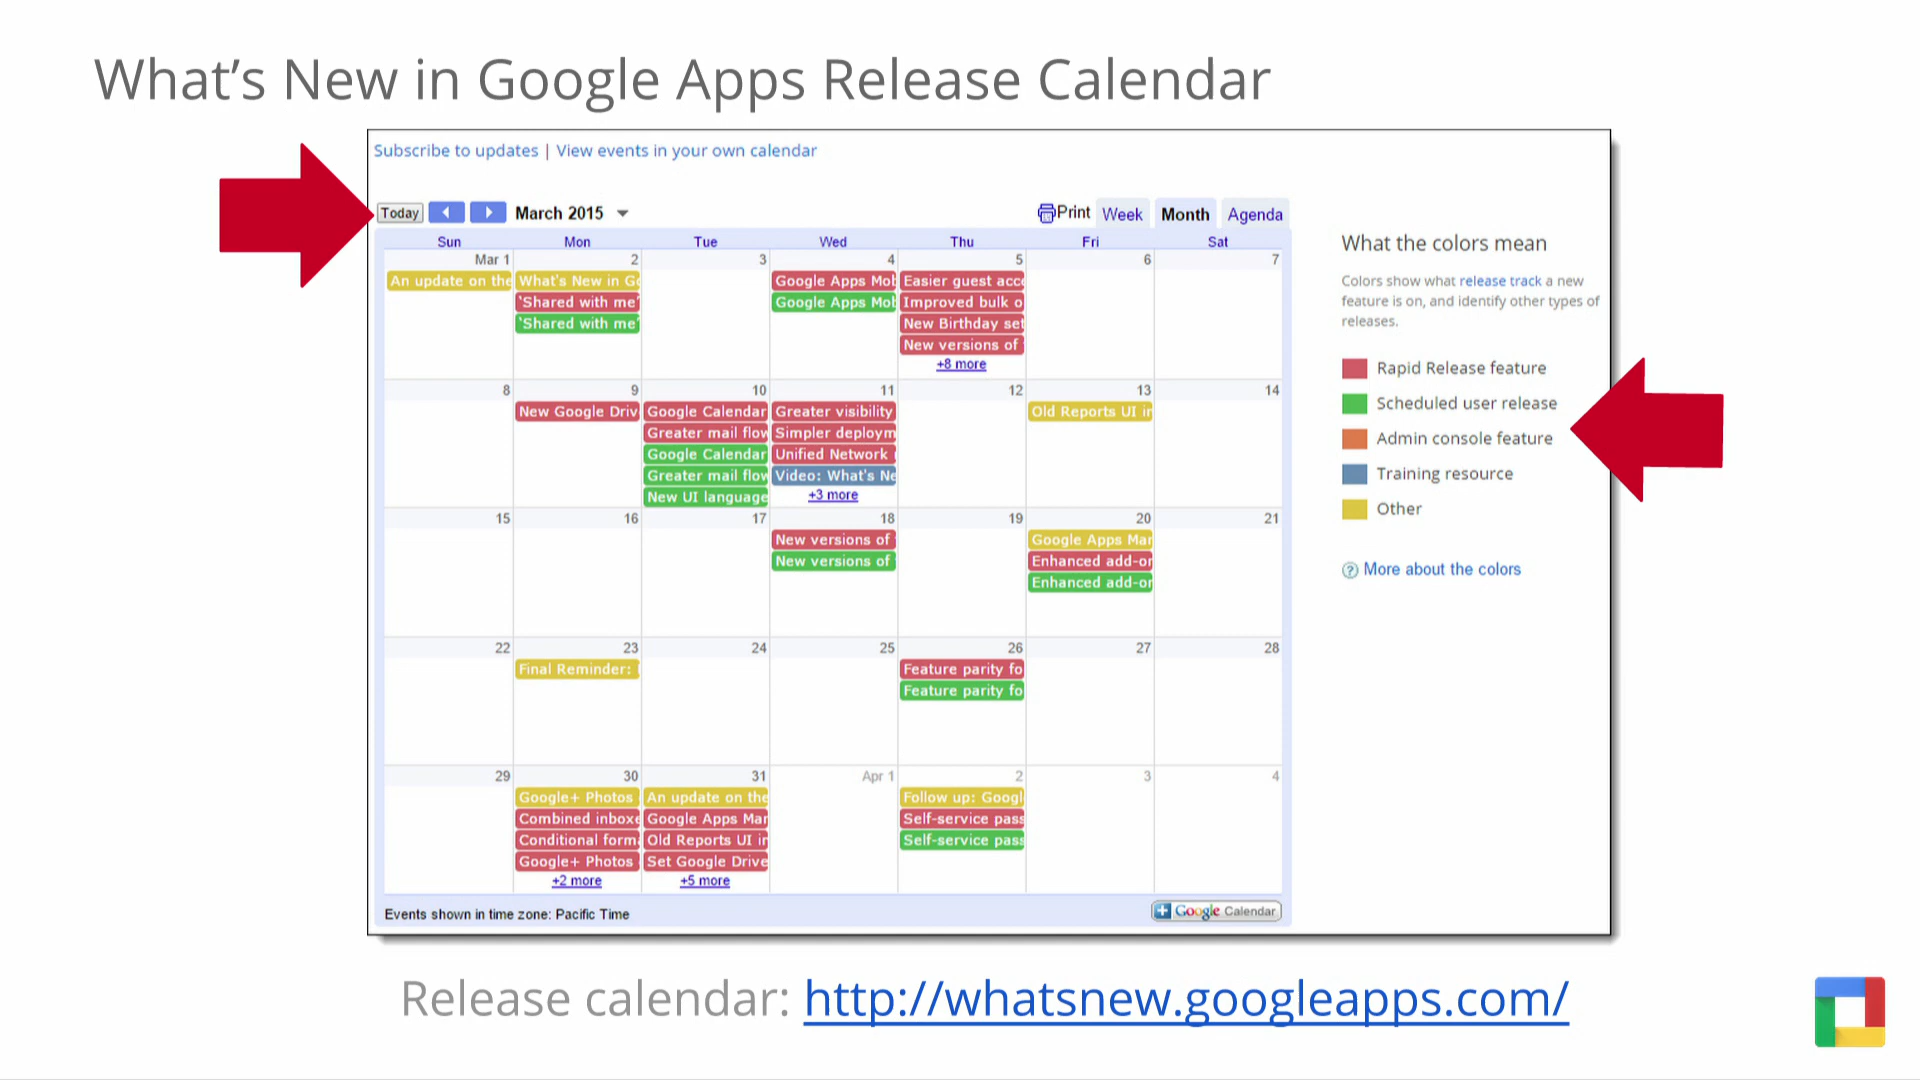 What's New in Google Apps Release Calendar
Subscribe to updates | View events in your own calendar
Today March 2015 Print Week Month Agenda
Sun Mon Tue Wed Thu Fri Sat
Mar 1 2 3 4 5 6 7
An update on the What's New in Go Google Apps Mob Easier guest acce
'Shared with me' Google Apps Mob Improved bulk o
'Shared with me' New Birthday set
New versions of
+8 more
8 9 10 11 12 13 14
New Google Driv Google Calendar Greater visibility Old Reports UI in
Greater mail flow Simpler deploym
Google Calendar Unified Network
Greater mail flow Video: What's Ne
New UI language +3 more
15 16 17 18 19 20 21
New versions of Google Apps Mar
New versions of Enhanced add-on
Enhanced add-on
22 23 24 25 26 27 28
Final Reminder: Feature parity fo
Feature parity fo
29 30 31 Apr 1 2 3 4
Google+ Photos An update on the Follow up: Googl
Combined inboxe Google Apps Mar Self-service pass
Conditional forma Old Reports UI in Self-service pass
Google+ Photos Set Google Drive
+2 more +5 more
Events shown in time zone: Pacific Time Google Calendar
What the colors mean
Colors show what release track a new
feature is on, and identify other types of
releases.
Rapid Release feature
Scheduled user release
Admin console feature
Training resource
Other
? More about the colors
Release calendar: http://whatsnew.googleapps.com/